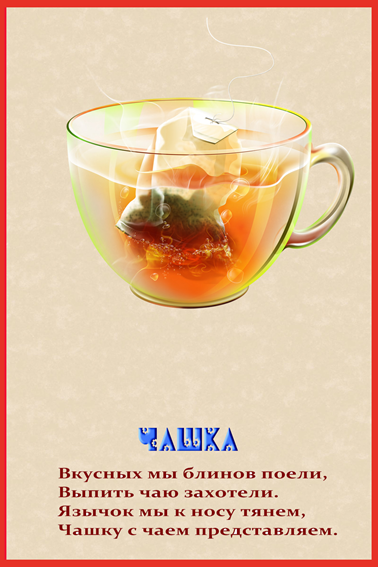 ЧАШКА
Вкусных мы блинов поели,
Выпить чаю захотели.
Язычок мы к носу тянем,
Чашку с чаем представляем.